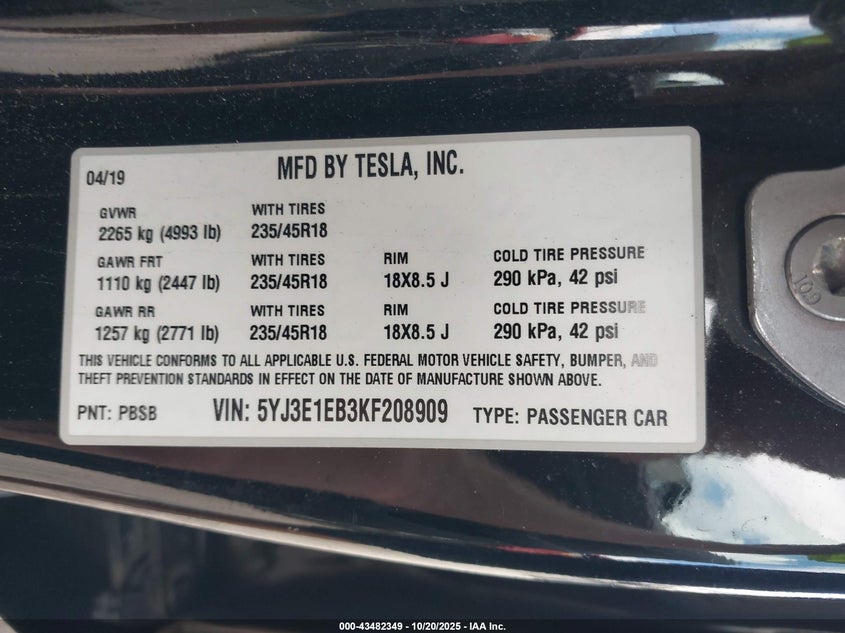 04/19 MFD BY TESLA, INC.
GVWR WITH TIRES
2265 kg (4993 lb) 235/45R18
GAWR FRT WITH TIRES RIM COLD TIRE PRESSURE
1110 kg (2447 lb) 235/45R18 18X8.5 J 290 kPa, 42 psi
GAWR RR WITH TIRES RIM COLD TIRE PRESSURE
1257 kg (2771 lb) 235/45R18 18X8.5 J 290 kPa, 42 psi
THIS VEHICLE CONFORMS TO ALL APPLICABLE U.S. FEDERAL MOTOR VEHICLE SAFETY, BUMPER, AND
THEFT PREVENTION STANDARDS IN EFFECT ON THE DATE OF MANUFACTURE SHOWN ABOVE.
PNT: PBSB VIN: 5YJ3E1EB3KF208909 TYPE: PASSENGER CAR
10.9
000-43482349 - 10/20/2025 - IAA Inc.